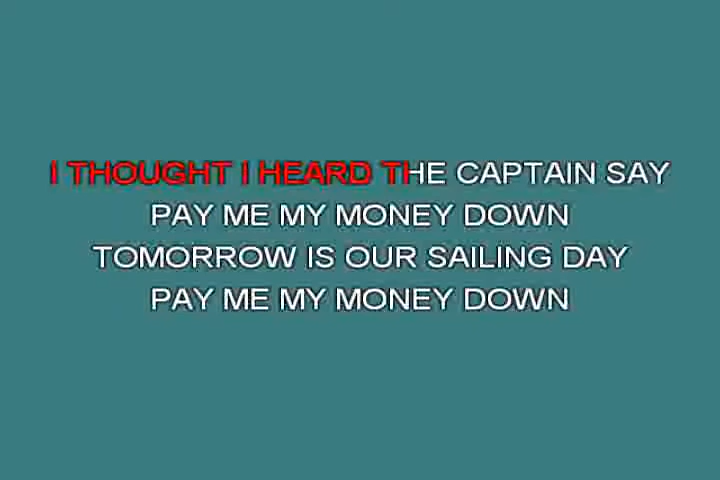 I THOUGHT I HEARD THE CAPTAIN SAY
PAY ME MY MONEY DOWN
TOMORROW IS OUR SAILING DAY
PAY ME MY MONEY DOWN